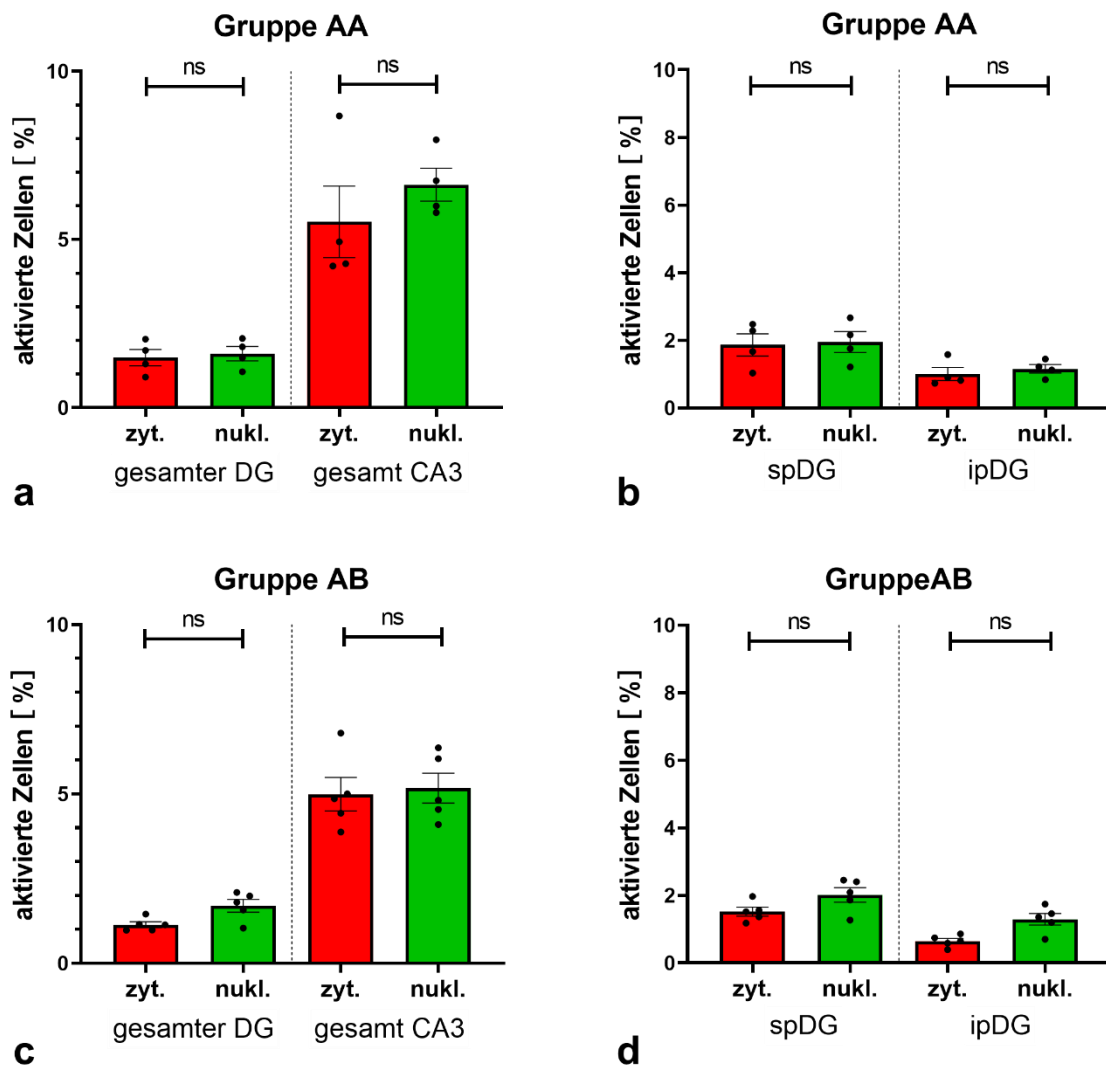 Gruppe AA
ns
ns
aktivierte Zellen [ %]
10
5
0
zyt.
nukl.
zyt.
nukl.
gesamter DG
gesamt CA3
a
Gruppe AA
ns
ns
aktivierte Zellen [ %]
10
8
6
4
2
0
zyt.
nukl.
zyt.
nukl.
spDG
ipDG
b
Gruppe AB
ns
ns
aktivierte Zellen [ %]
10
5
0
zyt.
nukl.
zyt.
nukl.
gesamter DG
gesamt CA3
c
GruppeAB
ns
ns
aktivierte Zellen [ %]
10
8
6
4
2
0
zyt.
nukl.
zyt.
nukl.
spDG
ipDG
d